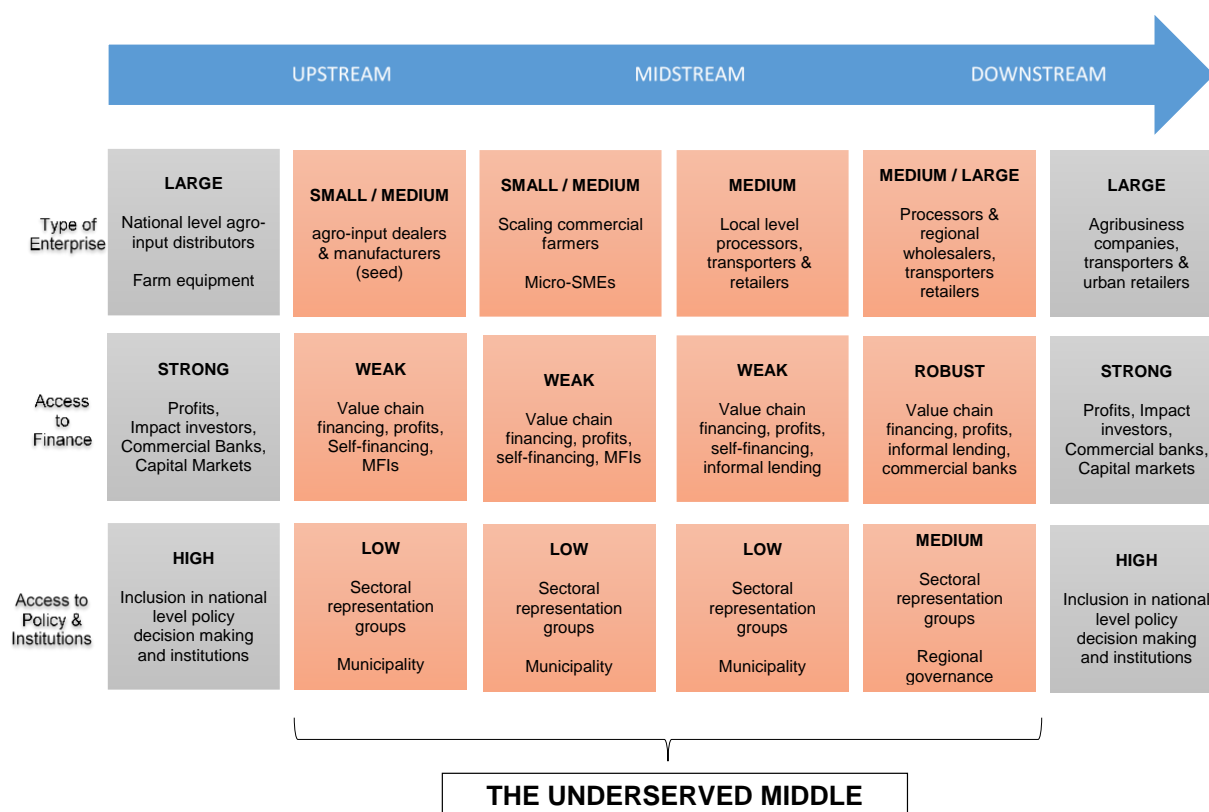 UPSTREAM
MIDSTREAM
DOWNSTREAM
Type of
Enterprise
LARGE
National level agro-
input distributors
Farm equipment
SMALL / MEDIUM
agro-input dealers
& manufacturers
(seed)
SMALL / MEDIUM
Scaling commercial
farmers
Micro-SMEs
MEDIUM
Local level
processors,
transporters &
retailers
MEDIUM / LARGE
Processors &
regional
wholesalers,
transporters
retailers
LARGE
Agribusiness
companies,
transporters &
urban retailers
Access
to
Finance
STRONG
Profits,
Impact investors,
Commercial Banks,
Capital Markets
WEAK
Value chain
financing, profits,
Self-financing,
MFIs
WEAK
Value chain
financing, profits,
self-financing, MFIs
WEAK
Value chain
financing, profits,
self-financing,
informal lending
ROBUST
Value chain
financing, profits,
informal lending,
commercial banks
STRONG
Profits, Impact
investors,
Commercial banks,
Capital markets
Access to
Policy &
Institutions
HIGH
Inclusion in national
level policy
decision making
and institutions
LOW
Sectoral
representation
groups
Municipality
LOW
Sectoral
representation
groups
Municipality
LOW
Sectoral
representation
groups
Municipality
MEDIUM
Sectoral
representation
groups
Regional
governance
HIGH
Inclusion in national
level policy
decision making
and institutions
THE UNDERSERVED MIDDLE